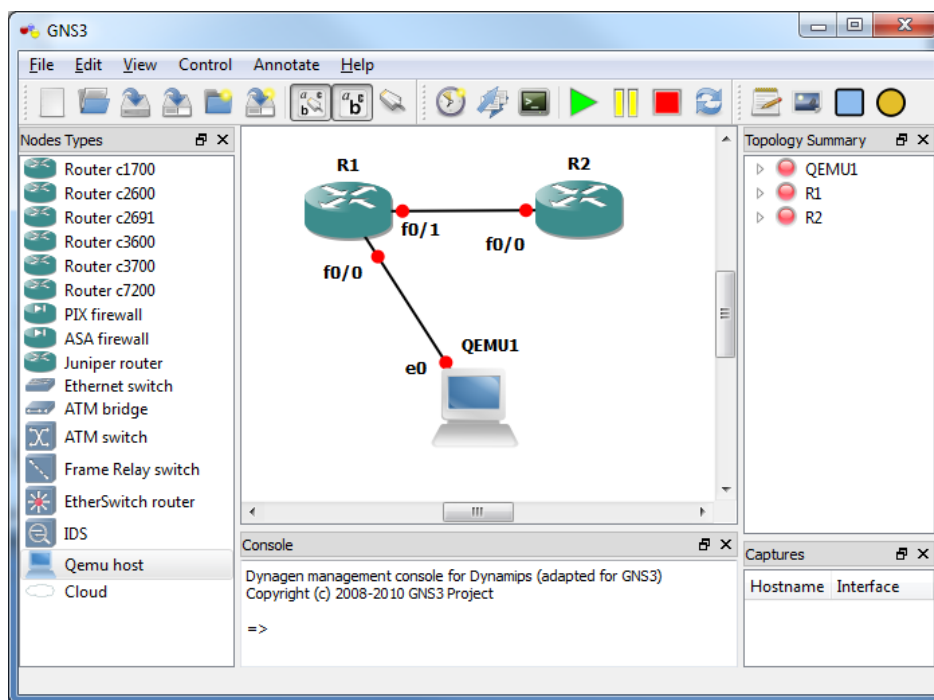 GNS3
File Edit View Control Annotate Help
Nodes Types
Router c1700
Router c2600
Router c2691
Router c3600
Router c3700
Router c7200
PIX firewall
ASA firewall
Juniper router
Ethernet switch
ATM bridge
ATM switch
Frame Relay switch
EtherSwitch router
IDS
Qemu host
Cloud
R1
R2
f0/1
f0/0
f0/0
QEMU1
e0
Console
Dynagen management console for Dynamips (adapted for GNS3)
Copyright (c) 2008-2010 GNS3 Project
=>
Topology Summary
QEMU1
R1
R2
Captures
Hostname Interface